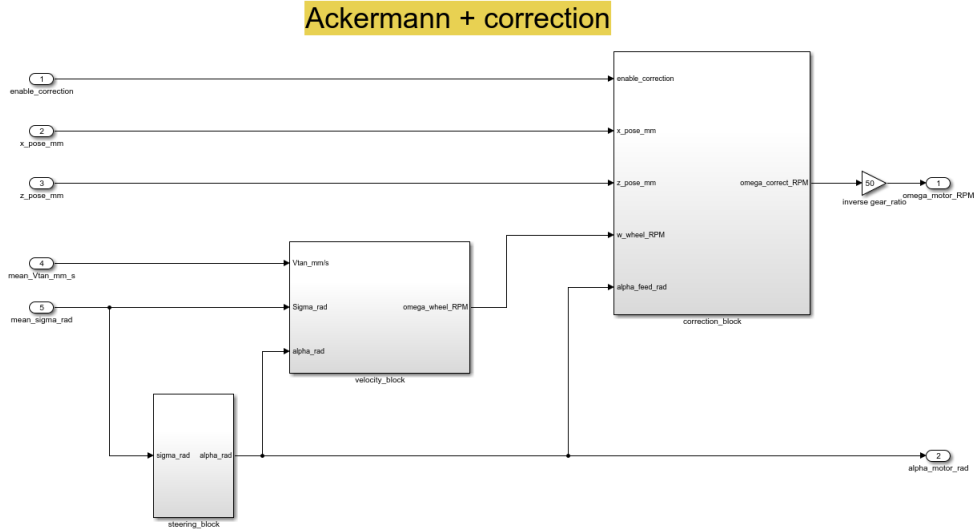 Ackermann + correction
1
enable_correction
enable_correction
2
x_pose_mm
x_pose_mm
3
z_pose_mm
z_pose_mm
omega_correct_RPM
50
inverse gear_ratio
1
omega_motor_RPM
w_wheel_RPM
alpha_feed_rad
correction_block
4
mean_Vtan_mm_s
Vtan_mm/s
5
mean_sigma_rad
Sigma_rad
omega_wheel_RPM
alpha_rad
velocity_block
sigma_rad
alpha_rad
steering_block
2
alpha_motor_rad